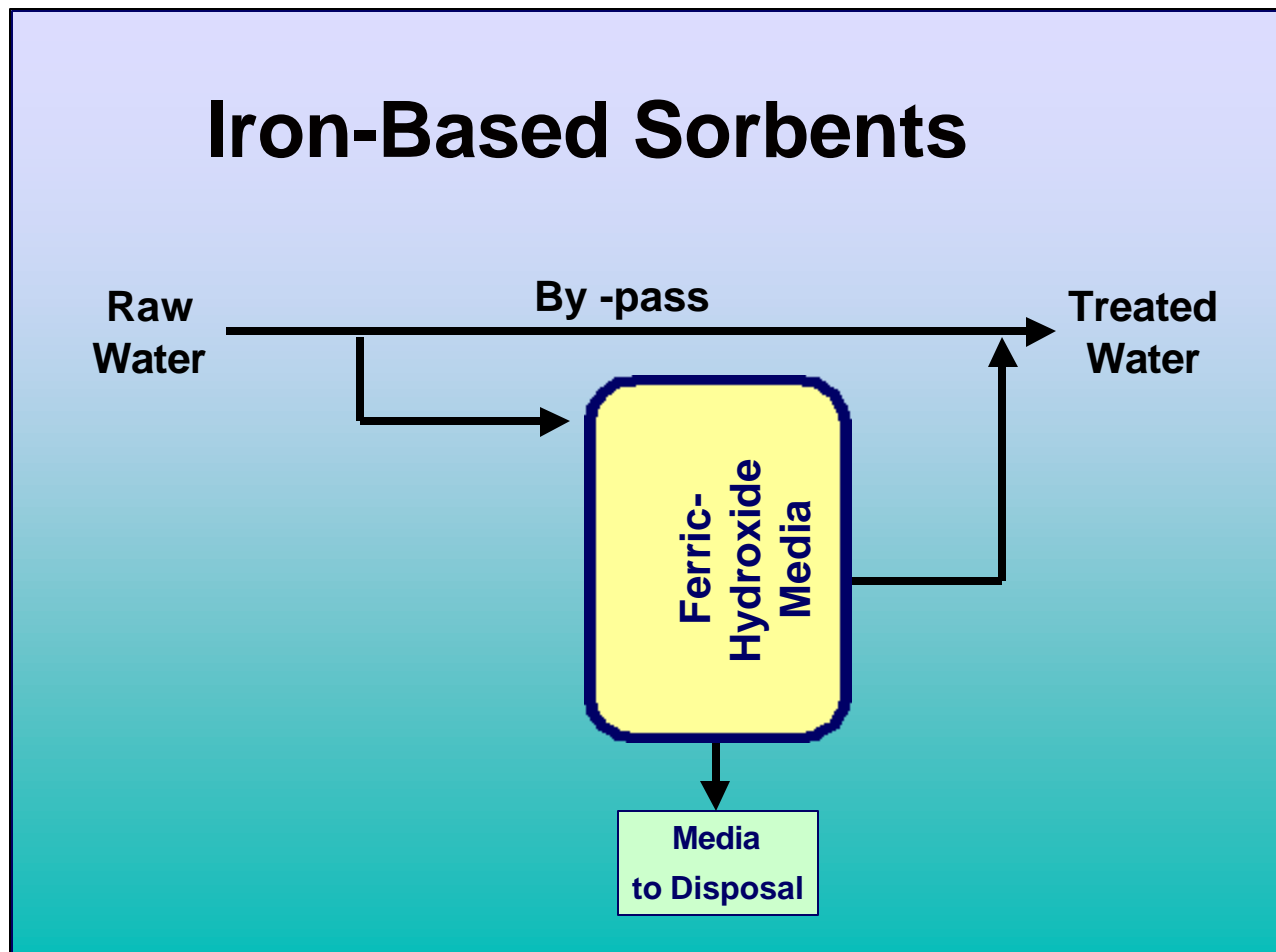 Iron-Based Sorbents
Raw
Water
By -pass
Treated
Water
Ferric-
Hydroxide
Media
Media
to Disposal